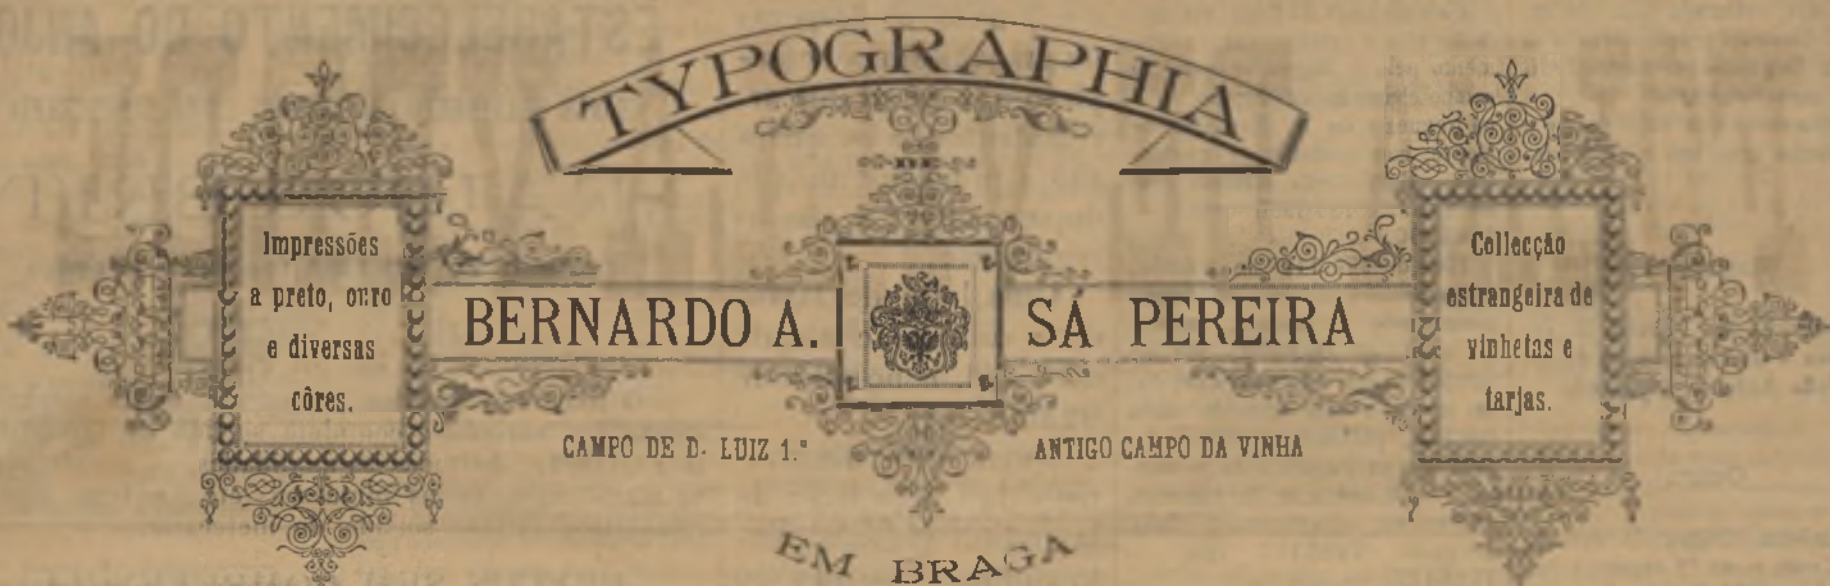 TYPOGRAPHIA
DE
BERNARDO A. SÁ PEREIRA
Impressões
a preto, ouro
e diversas
côres.
Collecção
estrangeira de
vinhetas e
tarjas.
CAMPO DE D. LUIZ 1.º
ANTIGO CAMPO DA VINHA
EM BRAGA